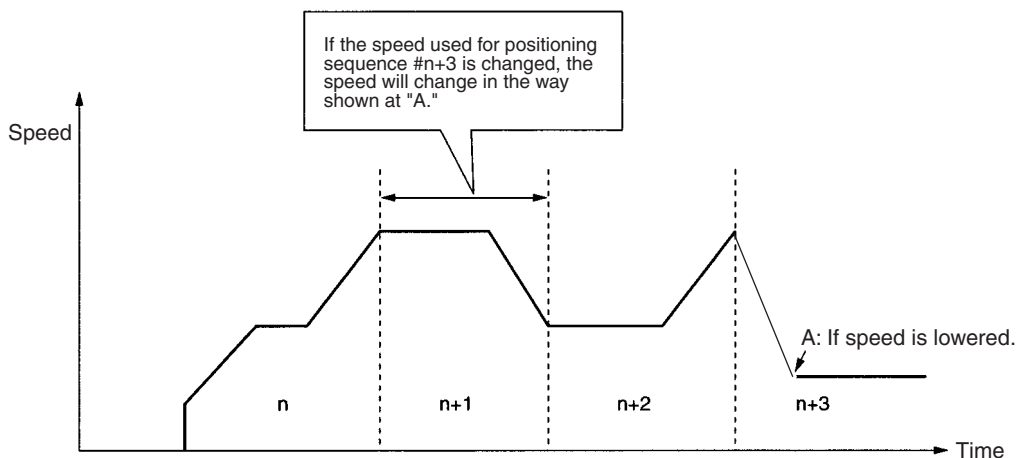 If the speed used for positioning
sequence #n+3 is changed, the
speed will change in the way
shown at "A."
Speed
A: If speed is lowered.
n
n+1
n+2
n+3
Time